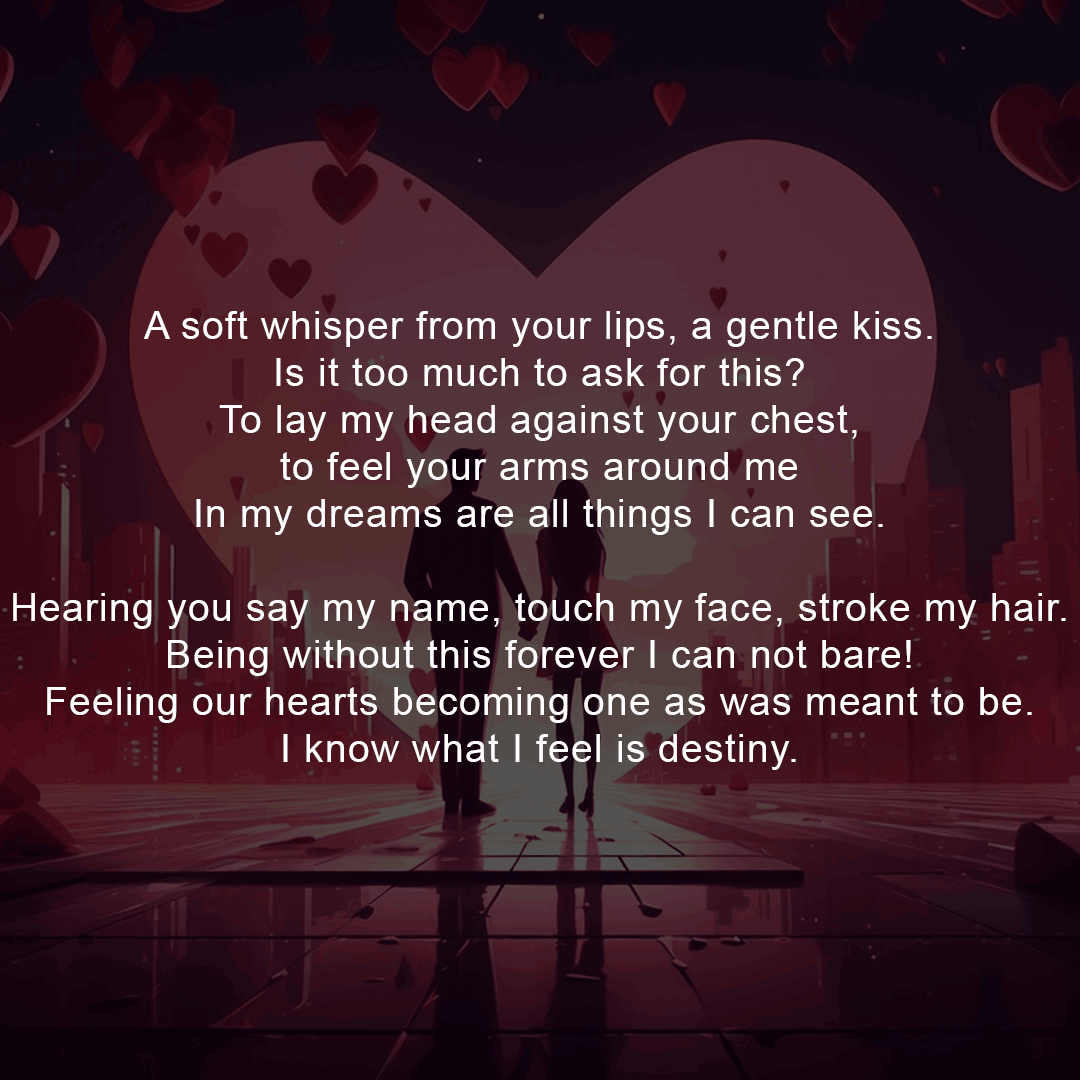 A soft whisper from your lips, a gentle kiss.
Is it too much to ask for this?
To lay my head against your chest,
to feel your arms around me
In my dreams are all things I can see.
Hearing you say my name, touch my face, stroke my hair.
Being without this forever I can not bare!
Feeling our hearts becoming one as was meant to be.
I know what I feel is destiny.